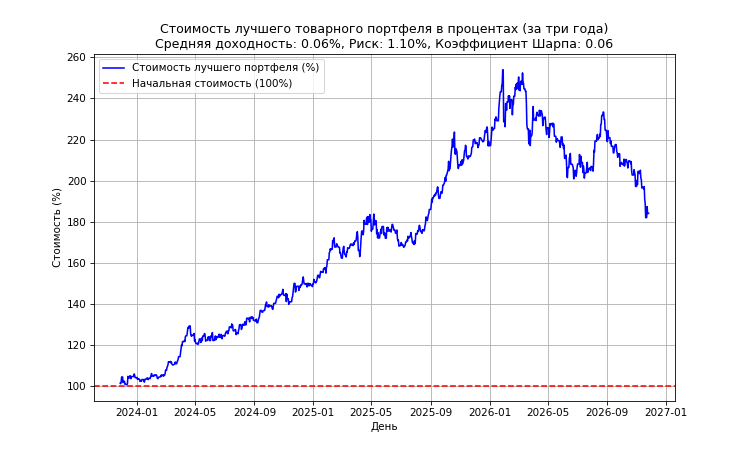 Стоимость лучшего товарного портфеля в процентах (за три года)
Средняя доходность: 0.06%, Риск: 1.10%, Коэффициент Шарпа: 0.06
Стоимость лучшего портфеля (%)
Начальная стоимость (100%)
Стоимость (%)
260
240
220
200
180
160
140
120
100
2024-01 2024-05 2024-09 2025-01 2025-05 2025-09 2026-01 2026-05 2026-09 2027-01
День